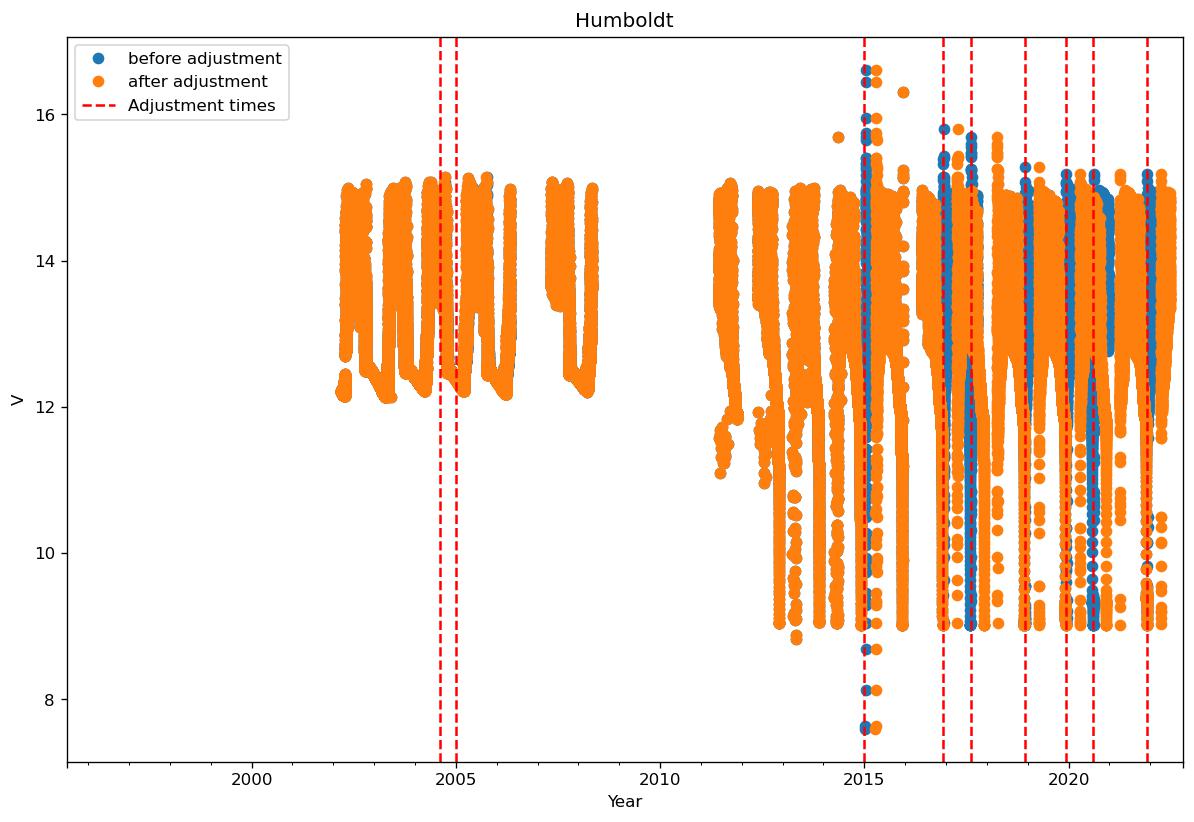 Humboldt
before adjustment
after adjustment
Adjustment times
16
14
12
10
8
V
2000 2005 2010 2015 2020
Year